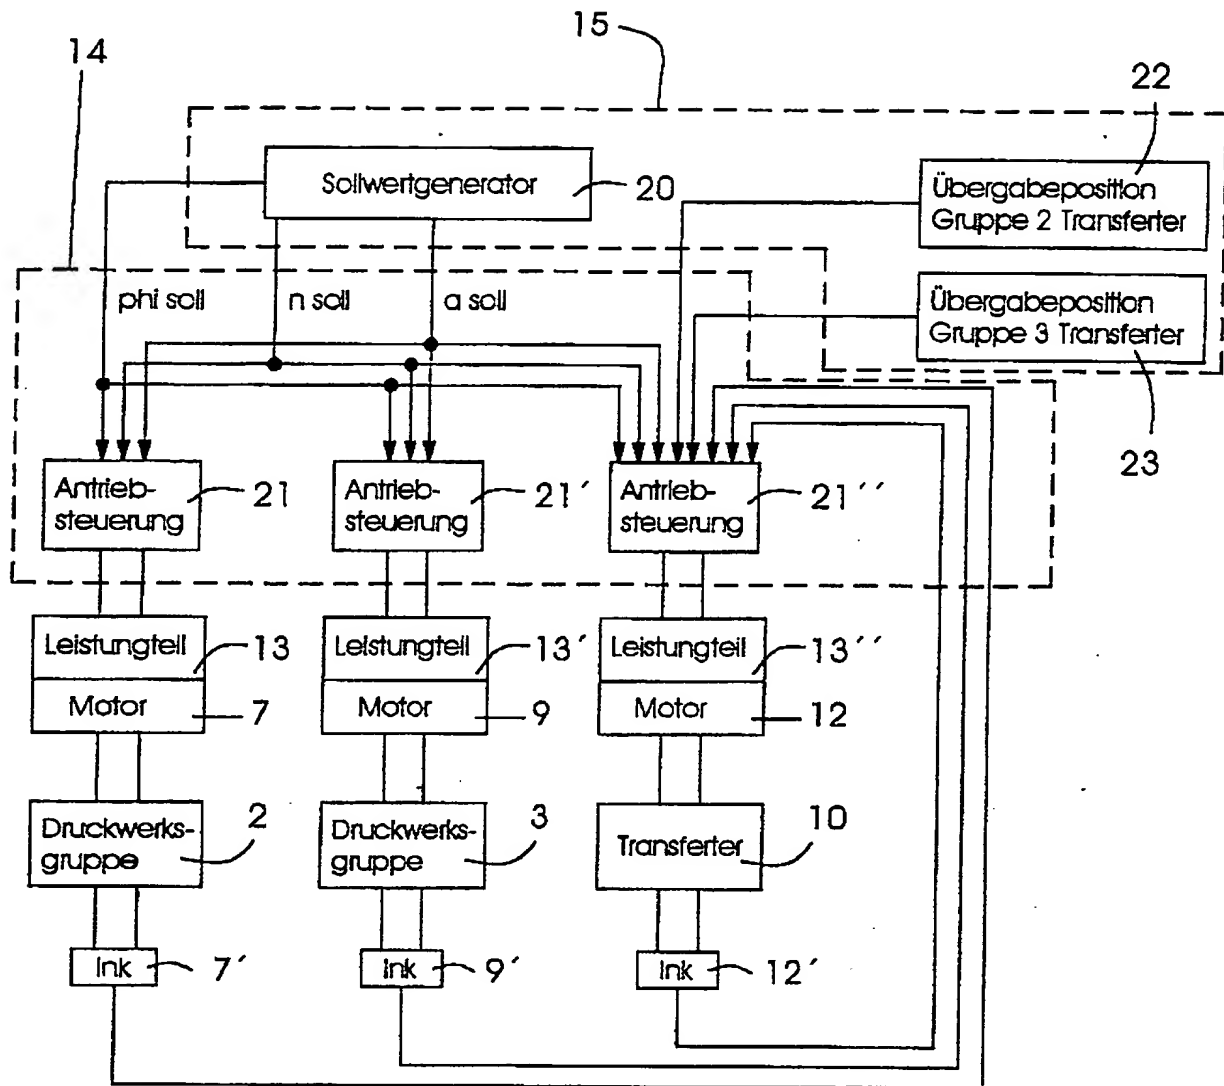 15
14
22
Sollwertgenerator
20
Übergabeposition
Gruppe 2 Transferter
phi soll
n soll
a soll
Übergabeposition
Gruppe 3 Transferter
23
Antrieb-
steuerung
21
Antrieb-
steuerung
21´
Antrieb-
steuerung
21´´
Leistungteil
13
Leistungteil
13´
Leistungteil
13´´
Motor
7
Motor
9
Motor
12
Druckwerks-
gruppe
2
Druckwerks-
gruppe
3
Transferter
10
Ink
7´
Ink
9´
Ink
12´